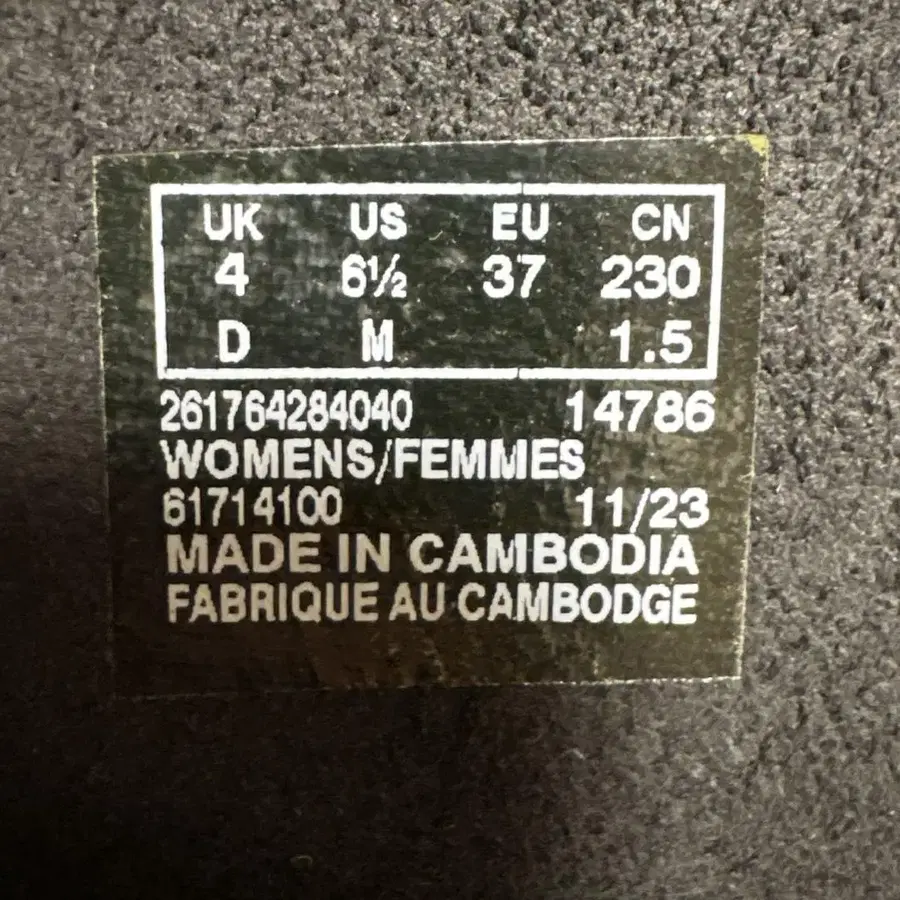 UK US EU CN
4 6½ 37 230
D M 1.5
261764284040 14786
WOMENS/FEMMES
61714100 11/23
MADE IN CAMBODIA
FABRIQUE AU CAMBODGE